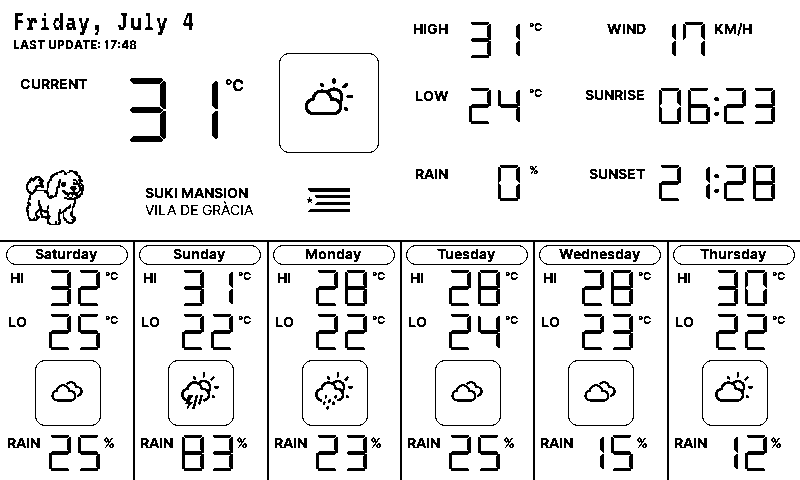 Friday, July 4
LAST UPDATE: 17:48
CURRENT 31 °C
HIGH 31 °C
WIND 17 KM/H
LOW 24 °C
SUNRISE 06:23
RAIN 0 %
SUNSET 21:28
SUKI MANSION
VILA DE GRÀCIA
Saturday
HI 32 °C
LO 25 °C
RAIN 25 %
Sunday
HI 31 °C
LO 22 °C
RAIN 83 %
Monday
HI 28 °C
LO 22 °C
RAIN 23 %
Tuesday
HI 28 °C
LO 24 °C
RAIN 25 %
Wednesday
HI 28 °C
LO 23 °C
RAIN 15 %
Thursday
HI 30 °C
LO 22 °C
RAIN 12 %